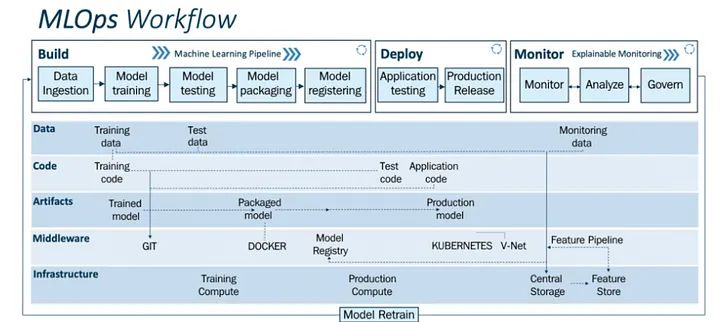 MLOps Workflow
Build
Machine Learning Pipeline
Deploy
Monitor
Explainable Monitoring
Data
Ingestion
Model
training
Model
testing
Model
packaging
Model
registering
Application
testing
Production
Release
Monitor
Analyze
Govern
Data
Training
data
Test
data
Monitoring
data
Code
Training
code
Test
code
Application
code
Artifacts
Trained
model
Packaged
model
Production
model
Middleware
GIT
DOCKER
Model
Registry
KUBERNETES
V-Net
Feature Pipeline
Infrastructure
Training
Compute
Production
Compute
Central
Storage
Feature
Store
Model Retrain